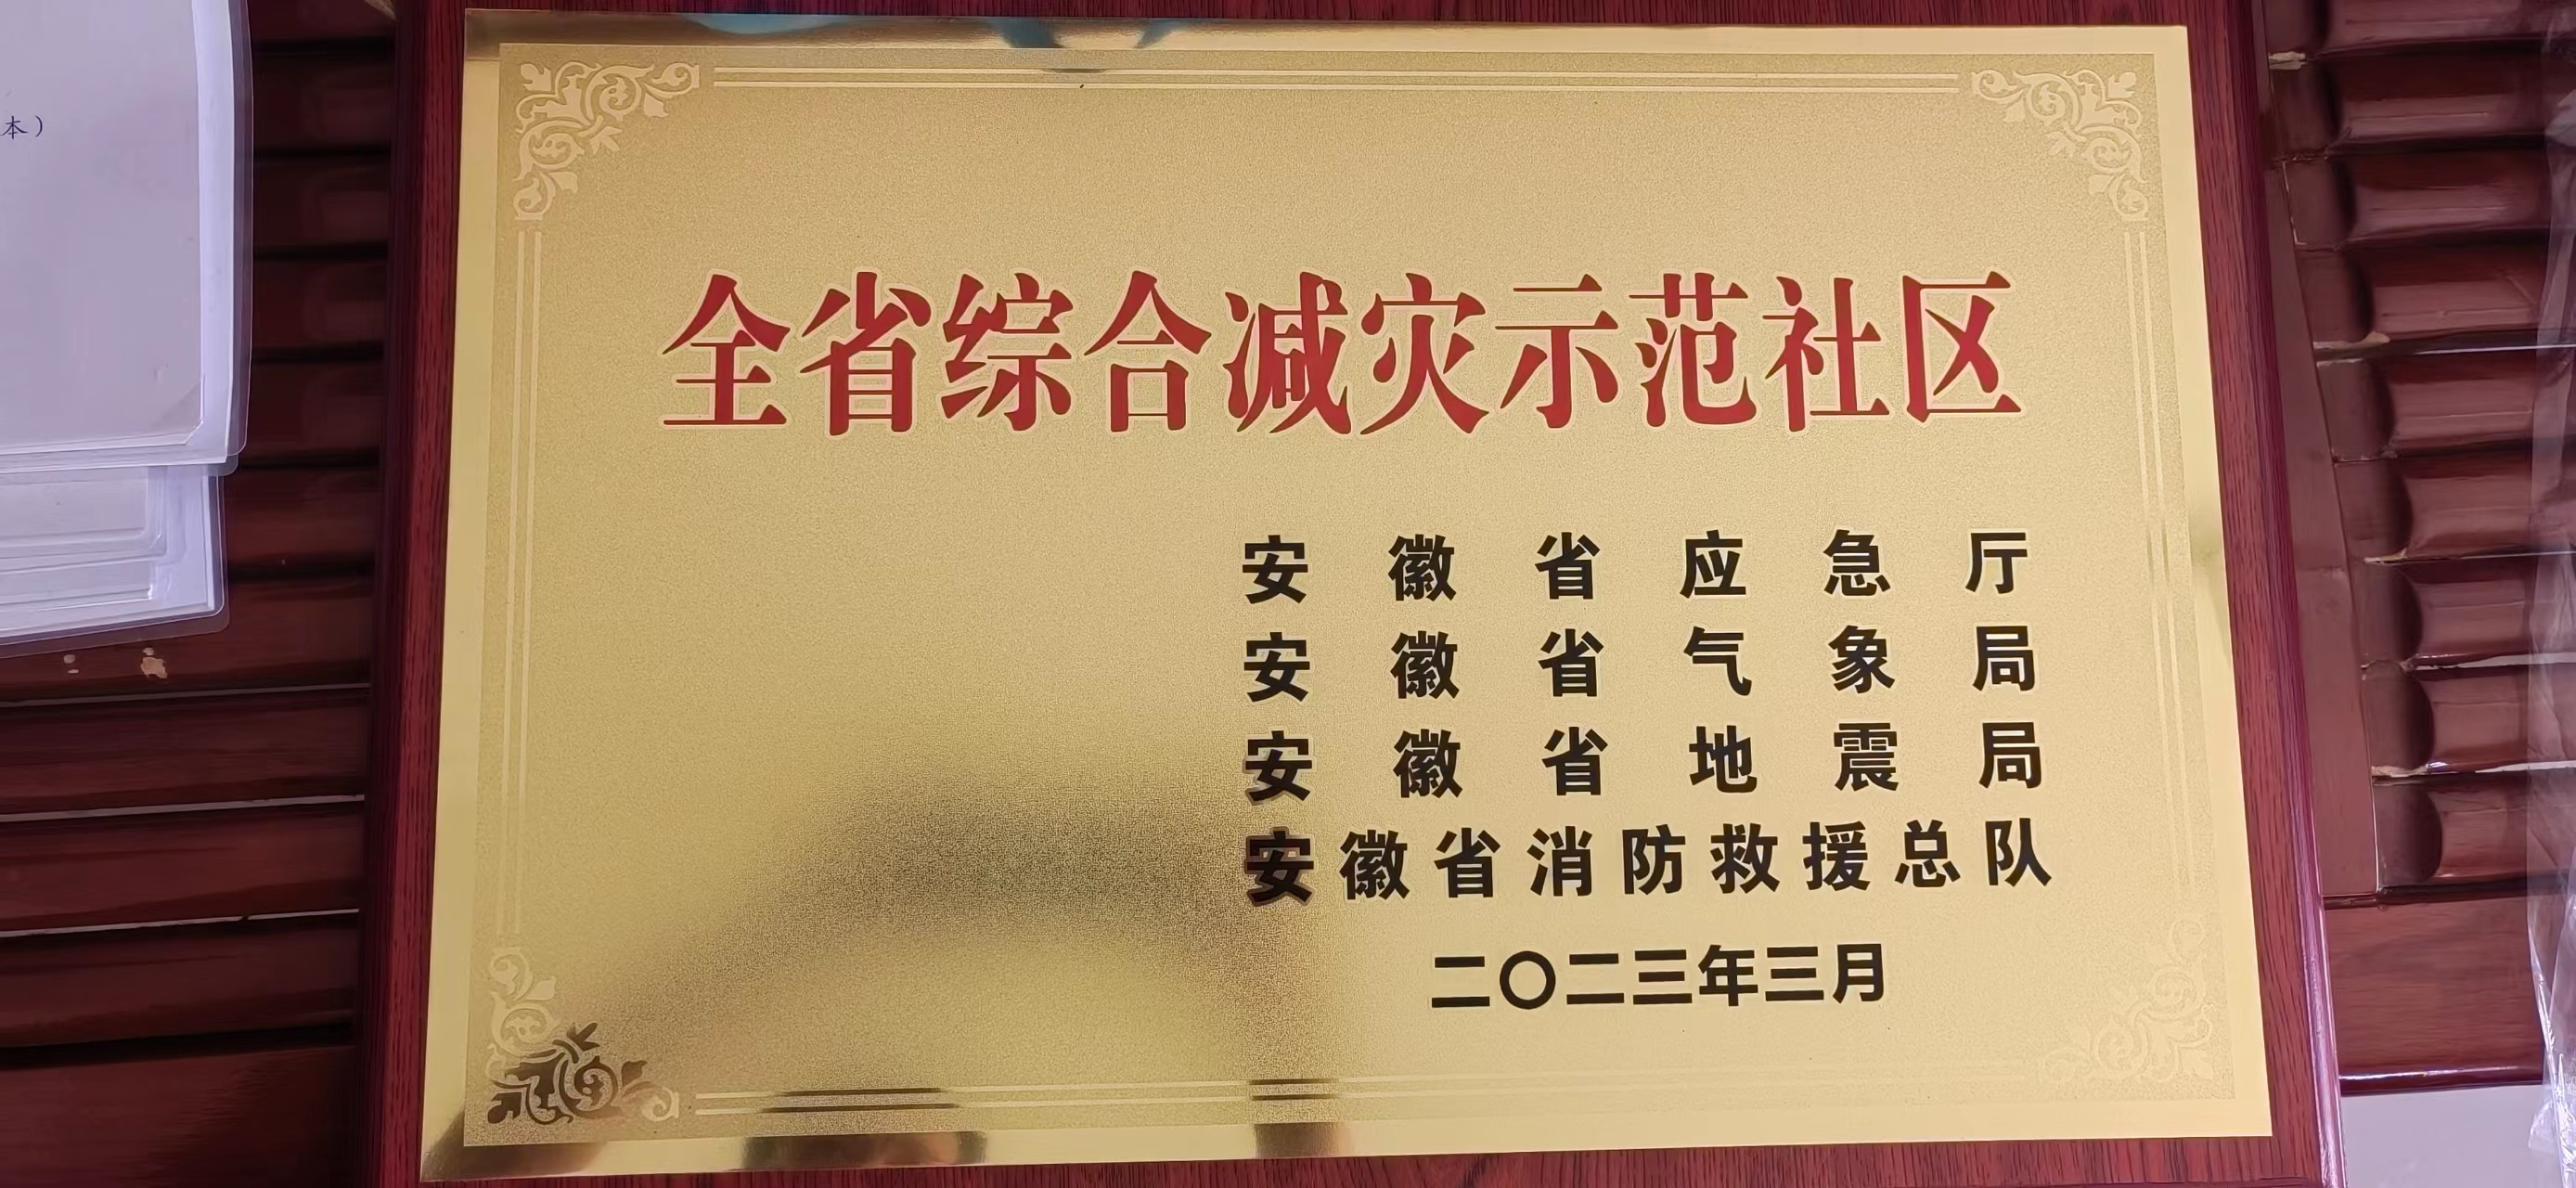 本）
全省综合减灾示范社区
安徽省应急厅
安徽省气象局
安徽省地震局
安徽省消防救援总队
二〇二三年三月